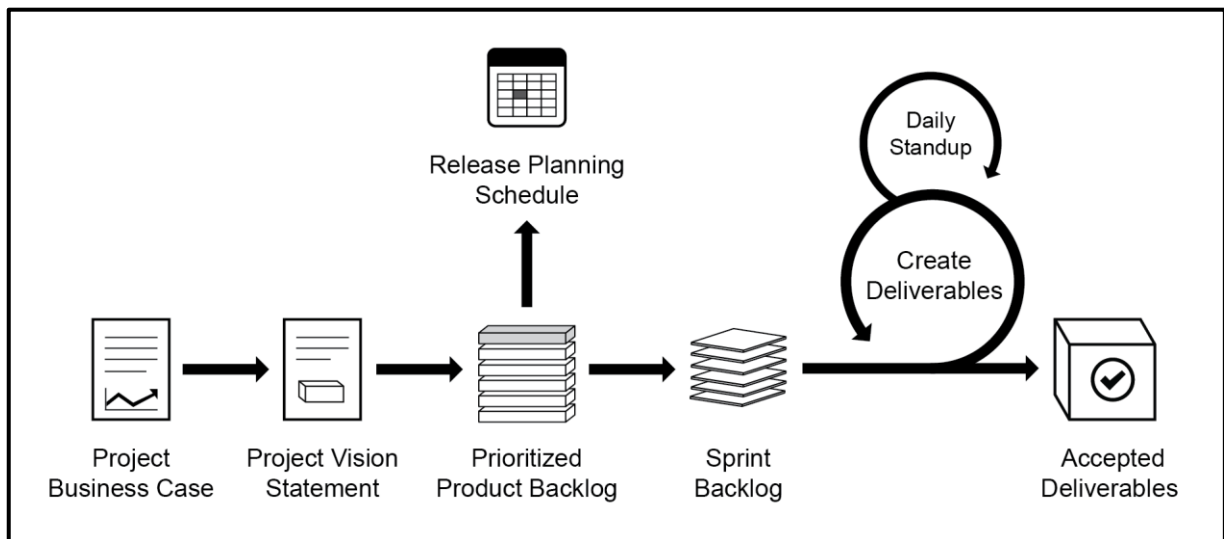 Release Planning
Schedule
Daily
Standup
Create
Deliverables
Project
Business Case
Project Vision
Statement
Prioritized
Product Backlog
Sprint
Backlog
Accepted
Deliverables